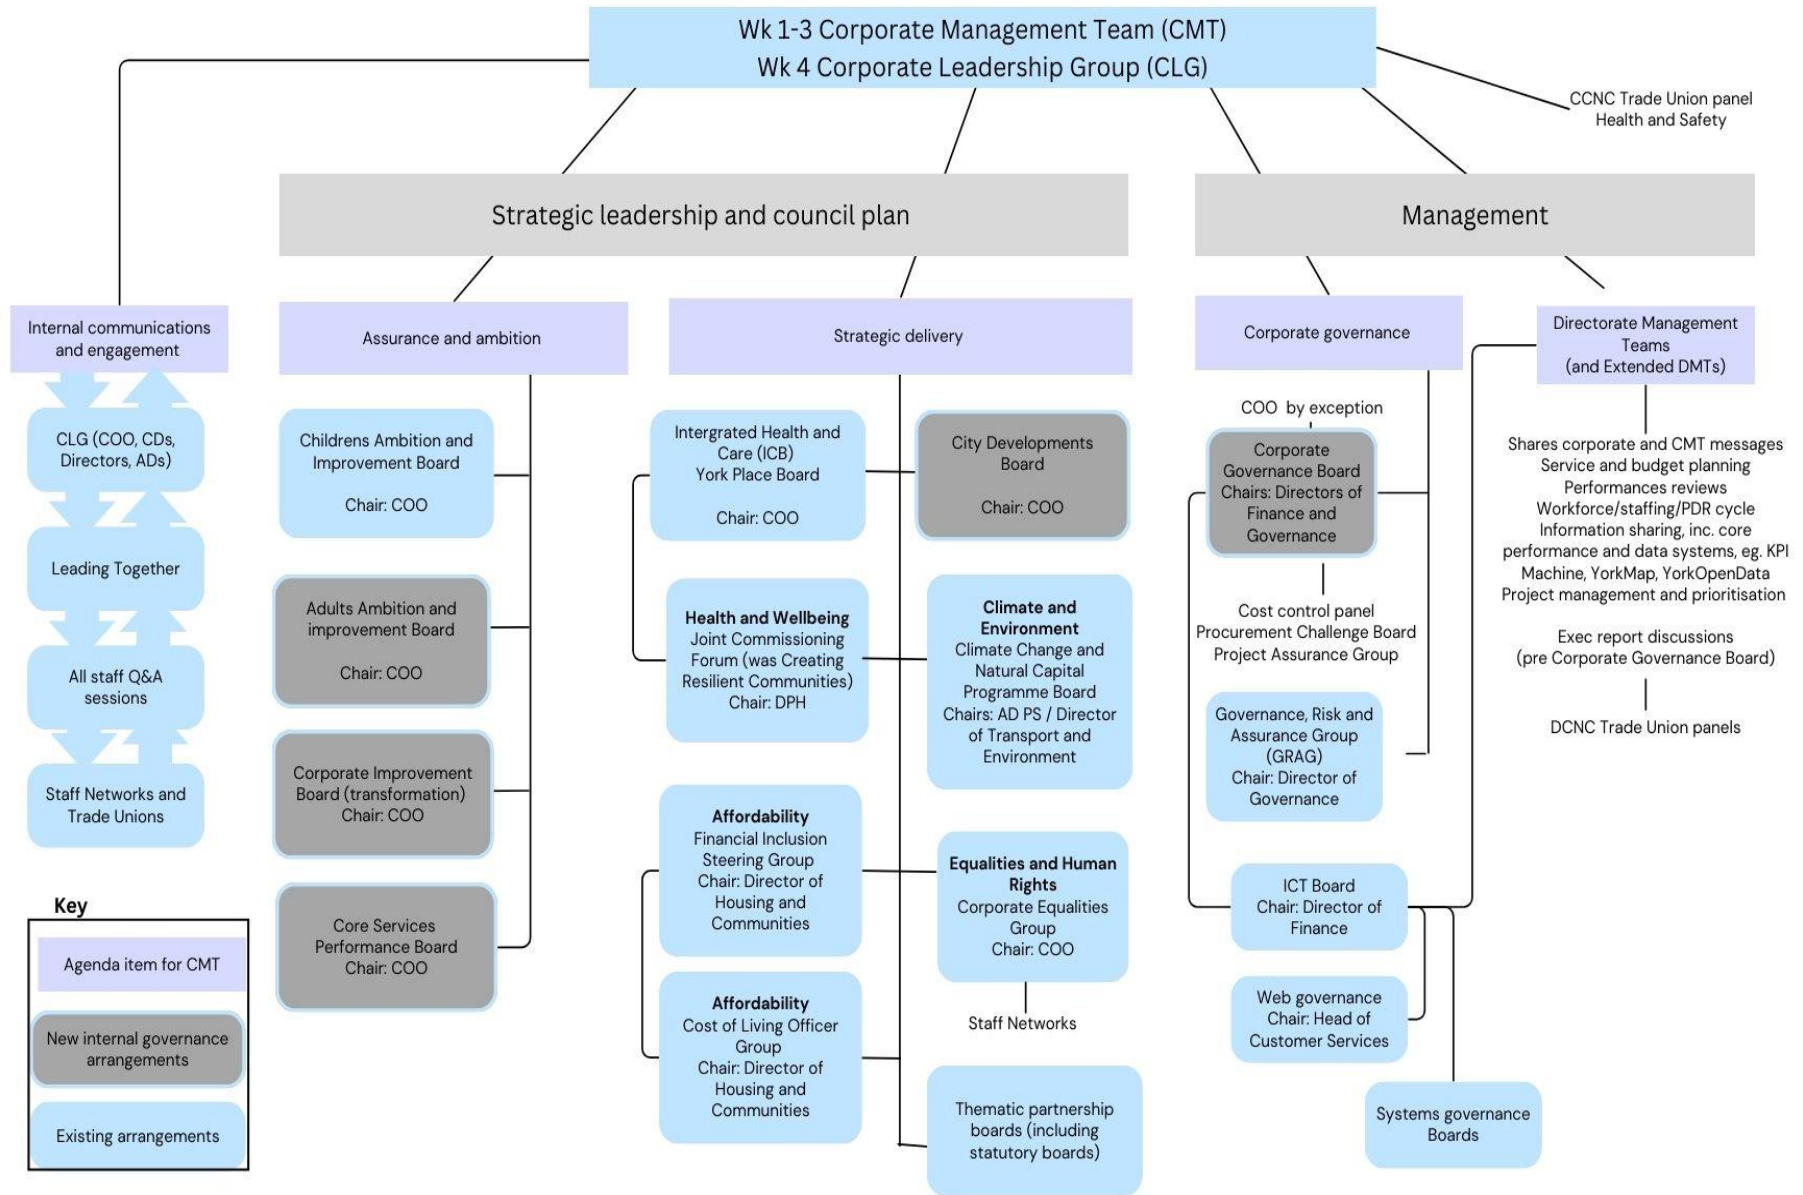 Wk 1-3 Corporate Management Team (CMT)
Wk 4 Corporate Leadership Group (CLG)
CCNC Trade Union panel
Health and Safety
Strategic leadership and council plan
Management
Internal communications
and engagement
Assurance and ambition
Strategic delivery
Corporate governance
Directorate Management
Teams
(and Extended DMTs)
CLG (COO, CDs,
Directors, ADs)
Leading Together
All staff Q&A
sessions
Staff Networks and
Trade Unions
Key
Agenda item for CMT
New internal governance
arrangements
Existing arrangements
Childrens Ambition and
Improvement Board
Chair: COO
Adults Ambition and
improvement Board
Chair: COO
Corporate Improvement
Board (transformation)
Chair: COO
Core Services
Performance Board
Chair: COO
Intergrated Health and
Care (ICB)
York Place Board
Chair: COO
City Developments
Board
Chair: COO
Health and Wellbeing
Joint Commissioning
Forum (was Creating
Resilient Communities)
Chair: DPH
Climate and
Environment
Climate Change and
Natural Capital
Programme Board
Chairs: AD PS / Director
of Transport and
Environment
Affordability
Financial Inclusion
Steering Group
Chair: Director of
Housing and
Communities
Equalities and Human
Rights
Corporate Equalities
Group
Chair: COO
Staff Networks
Affordability
Cost of Living Officer
Group
Chair: Director of
Housing and
Communities
Thematic partnership
boards (including
statutory boards)
COO by exception
Corporate
Governance Board
Chairs: Directors of
Finance and
Governance
Cost control panel
Procurement Challenge Board
Project Assurance Group
Governance, Risk and
Assurance Group
(GRAG)
Chair: Director of
Governance
ICT Board
Chair: Director of
Finance
Web governance
Chair: Head of
Customer Services
Systems governance
Boards
Shares corporate and CMT messages
Service and budget planning
Performances reviews
Workforce/staffing/PDR cycle
Information sharing, inc. core
performance and data systems, eg. KPI
Machine, YorkMap, YorkOpenData
Project management and prioritisation
Exec report discussions
(pre Corporate Governance Board)
DCNC Trade Union panels